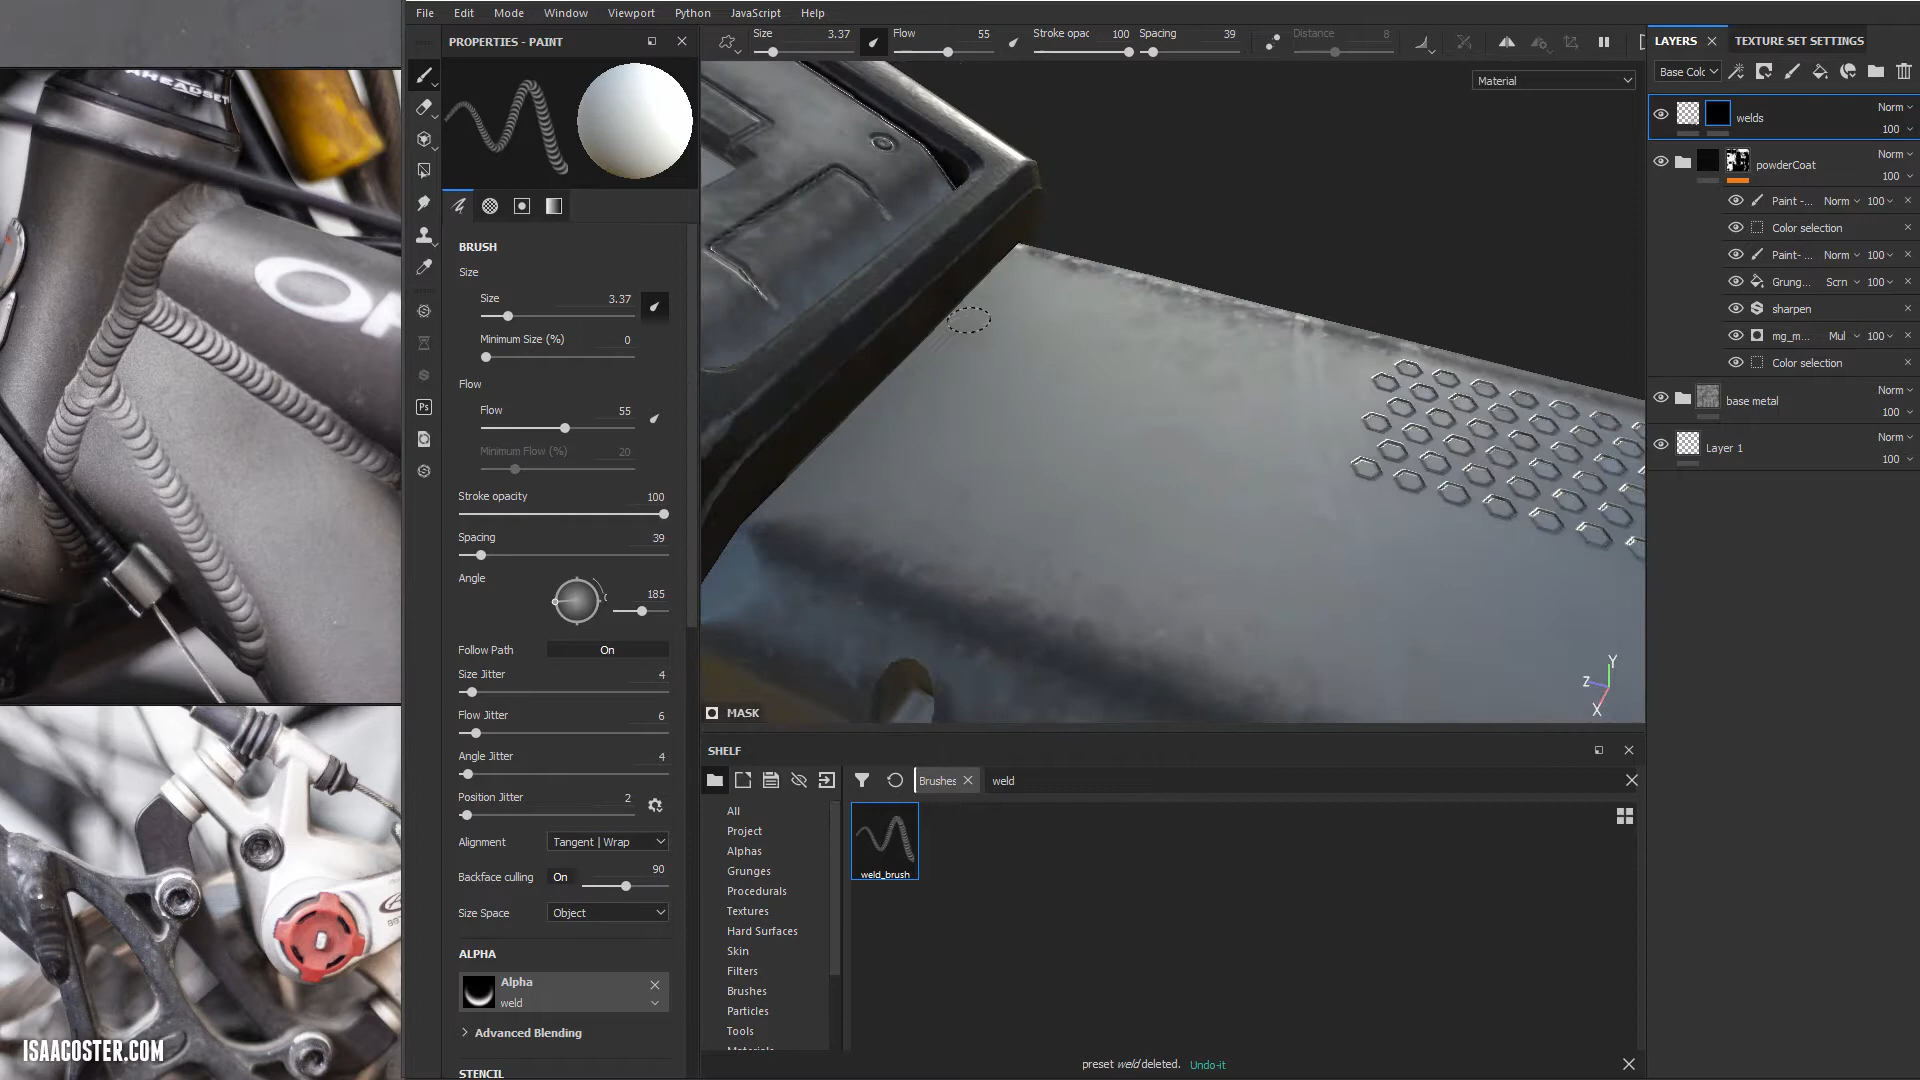 File Edit Mode Window Viewport Python JavaScript Help
PROPERTIES - PAINT
Size 3.37 Flow 55 Stroke opac 100 Spacing 39 Distance 8
LAYERS TEXTURE SET SETTINGS
Material
Base Colc
BRUSH
Size
Size 3.37
Minimum Size (%) 0
Flow
Flow 55
Minimum Flow (%) 20
Stroke opacity 100
Spacing 39
Angle
185
Follow Path On
Size Jitter 4
Flow Jitter 6
Angle Jitter 4
Position Jitter 2
Alignment Tangent | Wrap
Backface culling On 90
Size Space Object
ALPHA
Alpha
weld
Advanced Blending
STENCIL
welds Norm 100
powderCoat Norm 100
Paint -... Norm 100
Color selection
Paint- ... Norm 100
Grung... Scrn 100
sharpen
mg_m... Mul 100
Color selection
base metal Norm 100
Layer 1 Norm 100
Y
Z
X
MASK
SHELF
Brushes weld
All
Project
Alphas
Grunges
Procedurals
Textures
Hard Surfaces
Skin
Filters
Brushes
Particles
Tools
weld_brush
preset weld deleted. Undo-it
Ps
ISAACOSTER.COM